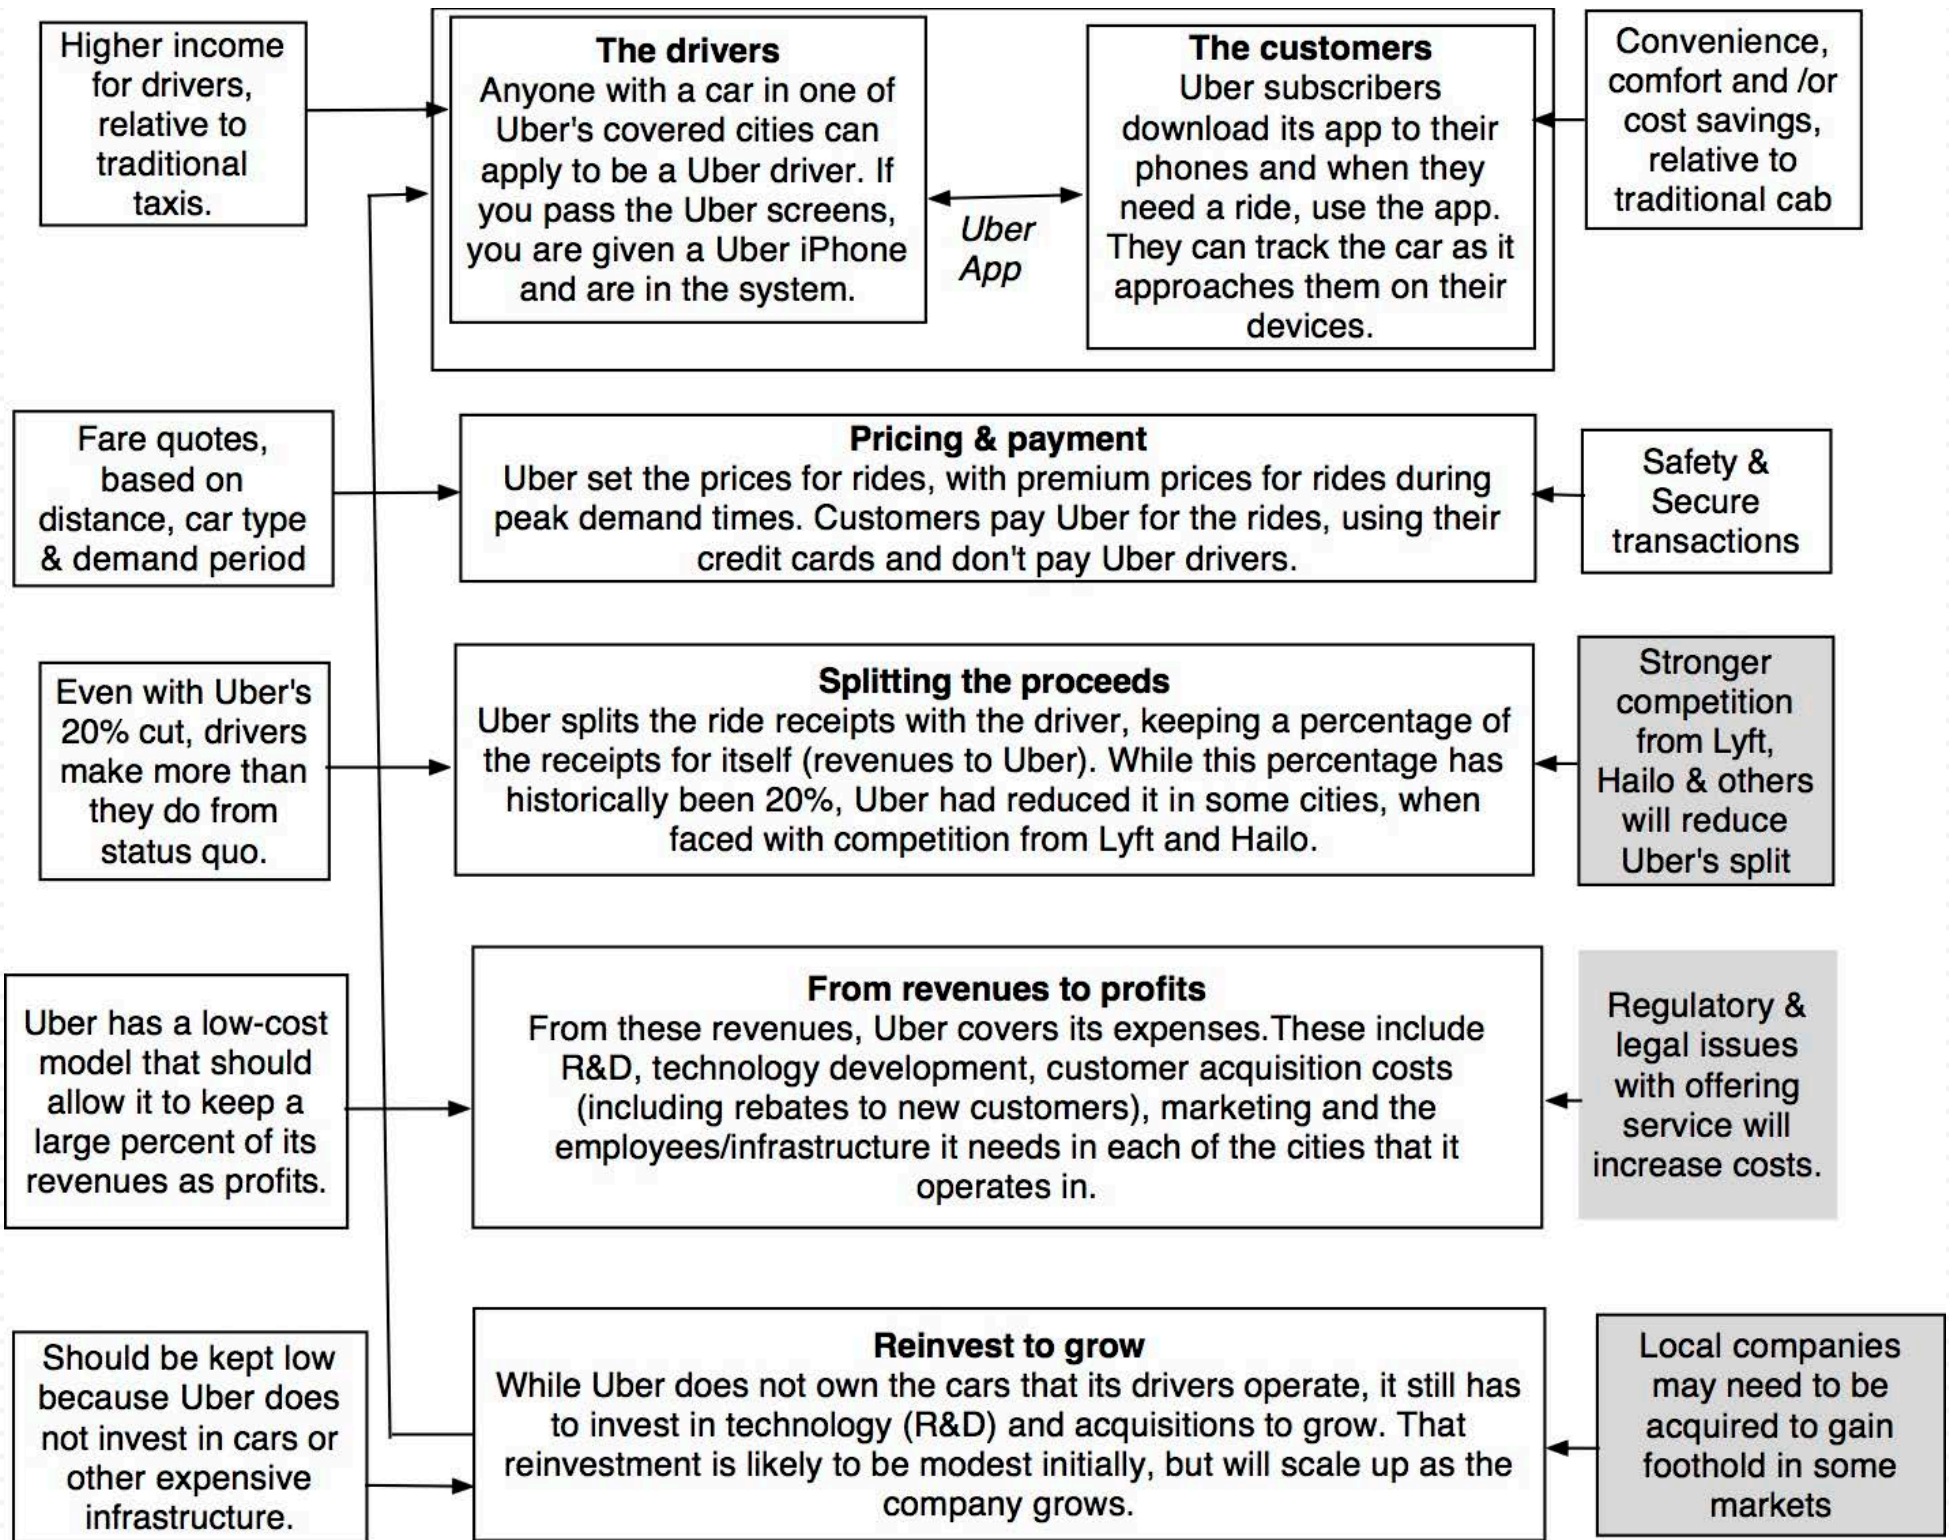 Higher income
for drivers,
relative to
traditional
taxis.
The drivers
Anyone with a car in one of
Uber's covered cities can
apply to be a Uber driver. If
you pass the Uber screens,
you are given a Uber iPhone
and are in the system.
Uber
App
The customers
Uber subscribers
download its app to their
phones and when they
need a ride, use the app.
They can track the car as it
approaches them on their
devices.
Convenience,
comfort and /or
cost savings,
relative to
traditional cab
Fare quotes,
based on
distance, car type
& demand period
Pricing & payment
Uber set the prices for rides, with premium prices for rides during
peak demand times. Customers pay Uber for the rides, using their
credit cards and don't pay Uber drivers.
Safety &
Secure
transactions
Even with Uber's
20% cut, drivers
make more than
they do from
status quo.
Splitting the proceeds
Uber splits the ride receipts with the driver, keeping a percentage of
the receipts for itself (revenues to Uber). While this percentage has
historically been 20%, Uber had reduced it in some cities, when
faced with competition from Lyft and Hailo.
Stronger
competition
from Lyft,
Hailo & others
will reduce
Uber's split
Uber has a low-cost
model that should
allow it to keep a
large percent of its
revenues as profits.
From revenues to profits
From these revenues, Uber covers its expenses.These include
R&D, technology development, customer acquisition costs
(including rebates to new customers), marketing and the
employees/infrastructure it needs in each of the cities that it
operates in.
Regulatory &
legal issues
with offering
service will
increase costs.
Should be kept low
because Uber does
not invest in cars or
other expensive
infrastructure.
Reinvest to grow
While Uber does not own the cars that its drivers operate, it still has
to invest in technology (R&D) and acquisitions to grow. That
reinvestment is likely to be modest initially, but will scale up as the
company grows.
Local companies
may need to be
acquired to gain
foothold in some
markets